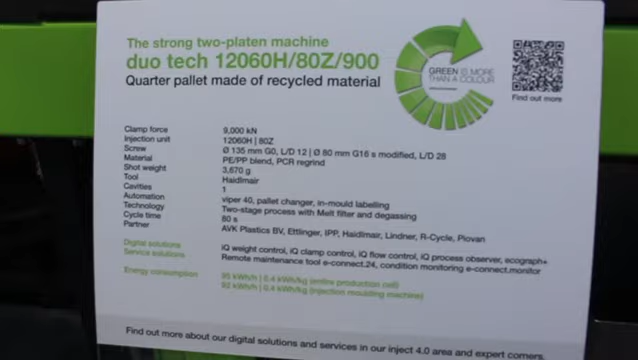 The strong two-platen machine
duo tech 12060H/80Z/900
Quarter pallet made of recycled material
GREEN IS MORE
THAN A COLOUR
Find out more
Clamp force 9,000 kN
Injection unit 12060H | 80Z
Screw Ø 135 mm G0, L/D 12 | Ø 80 mm G16 s modified, L/D 28
Material PE/PP blend, PCR regrind
Shot weight 3,670 g
Tool Haidlmair
Cavities 1
Automation viper 40, pallet changer, in-mould labelling
Technology Two-stage process with Melt filter and degassing
Cycle time 80 s
Partner AVK Plastics BV, Ettlinger, IPP, Haidlmair, Lindner, R-Cycle, Piovan
Digital solutions iQ weight control, iQ clamp control, iQ flow control, iQ process observer, ecograph+
Service solutions Remote maintenance tool e-connect.24, condition monitoring e-connect.monitor
Energy consumption 95 kWh/h | 0.4 kWh/kg (entire production cell)
92 kWh/h | 0.4 kWh/kg (injection moulding machine)
Find out more about our digital solutions and services in our inject 4.0 area and expert corners.